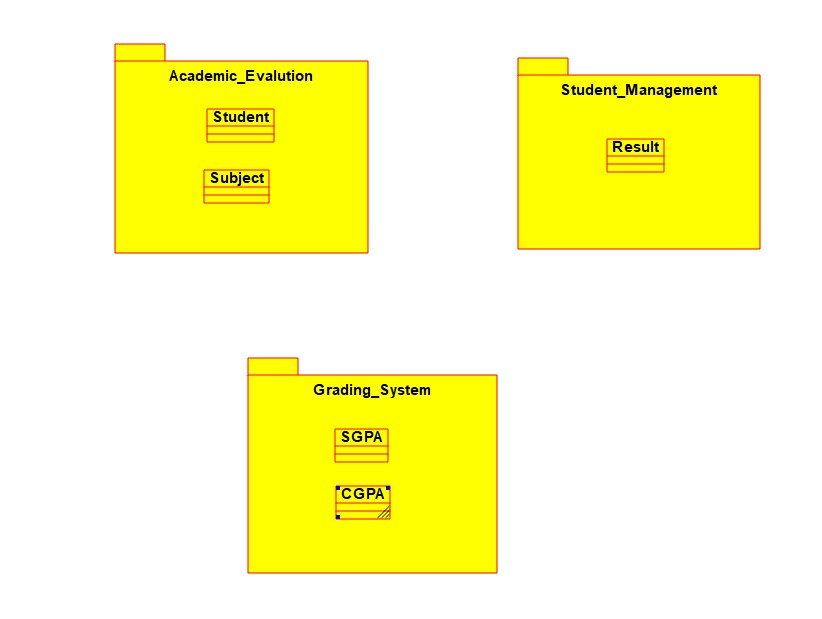 Academic_Evalution
Student
Subject
Student_Management
Result
Grading_System
SGPA
CGPA